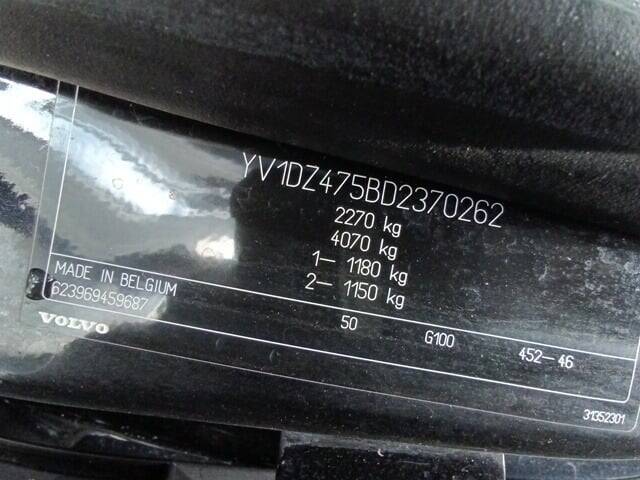 YV1DZ475BD2370262
2270 kg
4070 kg
1– 1180 kg
2– 1150 kg
MADE IN BELGIUM
623969459687
VOLVO
50 G100 452–46
31352301